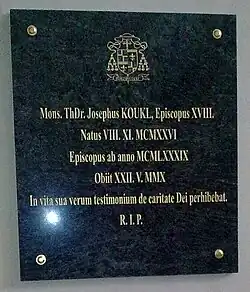 Mons. ThDr. Josephus KOUKL, Episcopus XVIII.
Natus VIII. XI. MCMXXVI
Episcopus ab anno MCMLXXXIX
Obiit XXII. V. MMX
In vita sua verum testimonium de caritate Dei perhibebat.
R. I. P.